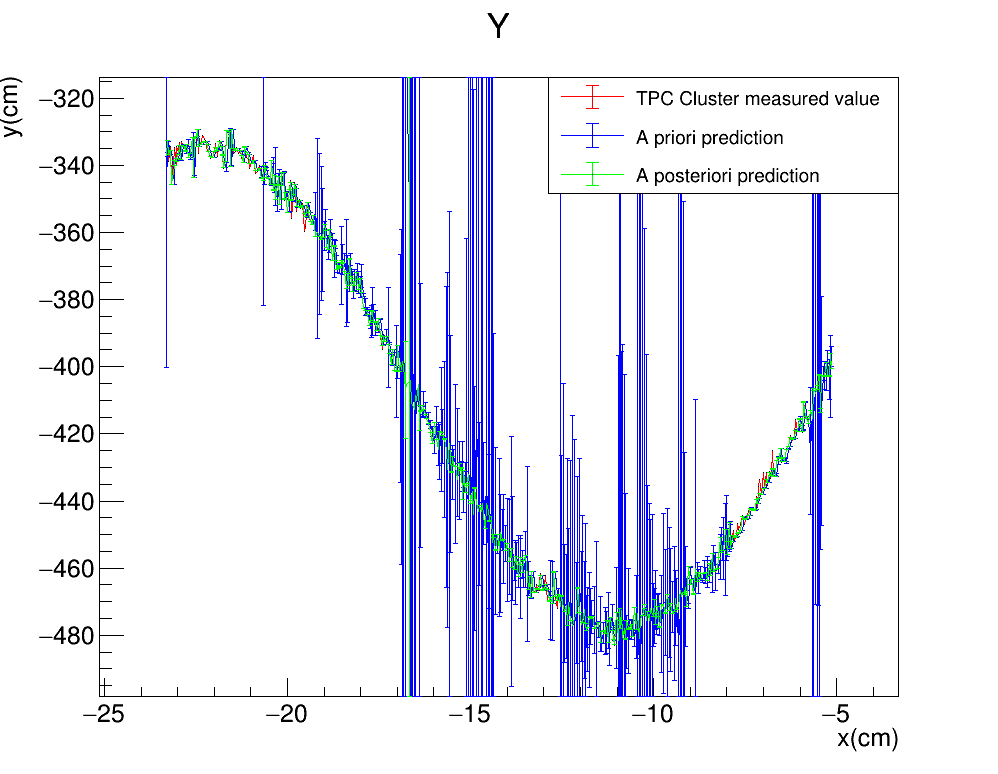 Y
y(cm)
TPC Cluster measured value
A priori prediction
A posteriori prediction
−320
−340
−360
−380
−400
−420
−440
−460
−480
−25
−20
−15
−10
−5
x(cm)